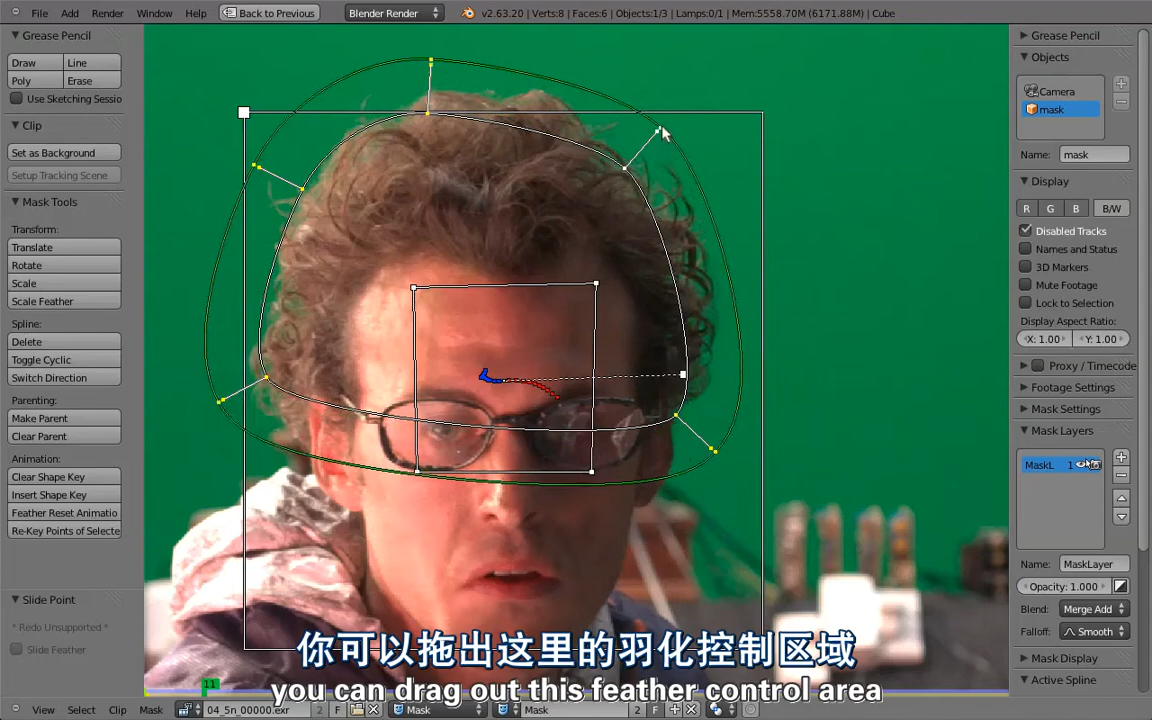 File Add Render Window Help Back to Previous Blender Render v2.63.20 | Verts:8 | Faces:6 | Objects:1/3 | Lamps:0/1 | Mem:5558.70M (6171.88M) | Cube
Grease Pencil
Draw Line
Poly Erase
Use Sketching Sessio
Clip
Set as Background
Setup Tracking Scene
Mask Tools
Transform:
Translate
Rotate
Scale
Scale Feather
Spline:
Delete
Toggle Cyclic
Switch Direction
Parenting:
Make Parent
Clear Parent
Animation:
Clear Shape Key
Insert Shape Key
Feather Reset Animatio
Re-Key Points of Selecte
Slide Point
* Redo Unsupported *
Slide Feather
Grease Pencil
Objects
Camera
mask
Name: mask
Display
R G B B/W
Disabled Tracks
Names and Status
3D Markers
Mute Footage
Lock to Selection
Display Aspect Ratio:
X: 1.00 Y: 1.00
Proxy / Timecode
Footage Settings
Mask Settings
Mask Layers
MaskL 1
Name: MaskLayer
Opacity: 1.000
Blend: Merge Add
Falloff: Smooth
Mask Display
Active Spline
你可以拖出这里的羽化控制区域
you can drag out this feather control area
11
View Select Clip Mask 04_5n_00000.exr 2 F Mask Mask 2 F